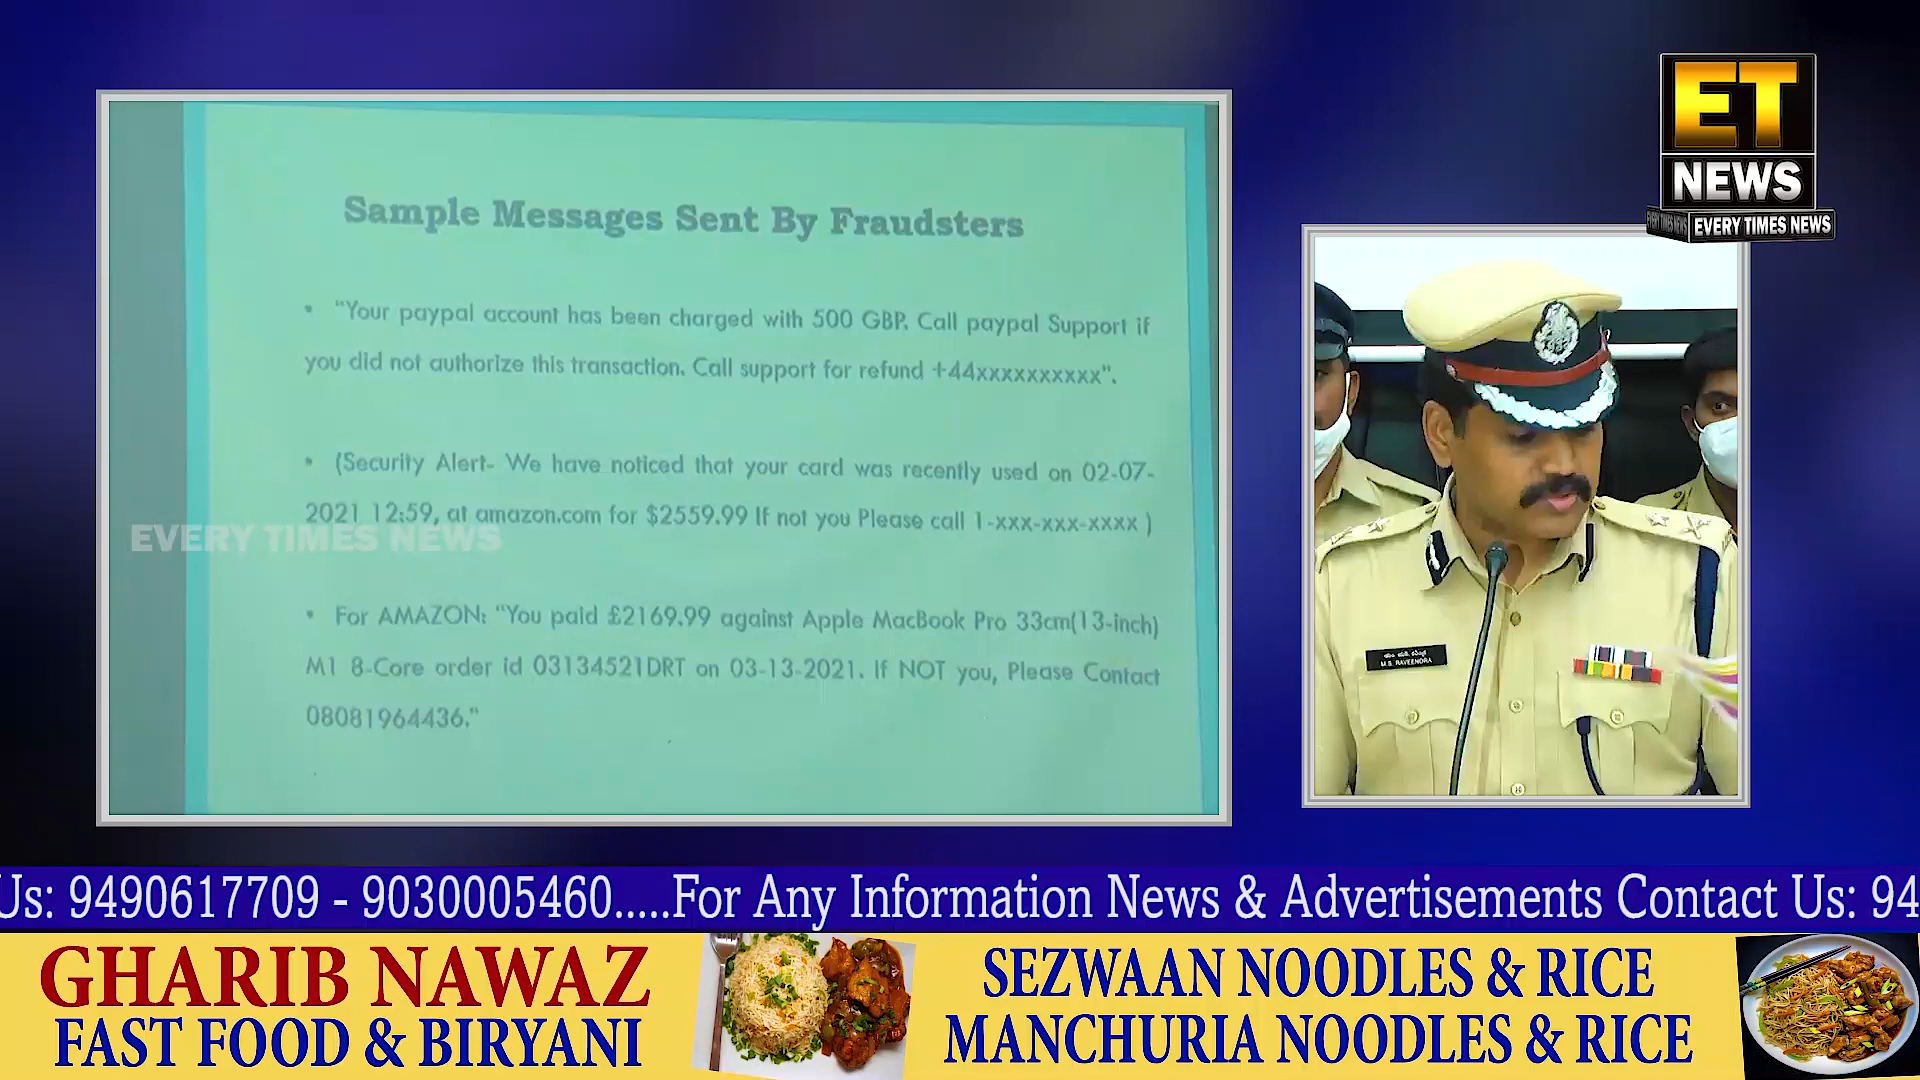 ET
NEWS
EVERY TIMES NEWS
EVERY TIMES NEWS
Sample Messages Sent By Fraudsters
• "Your paypal account has been charged with 500 GBP. Call paypal Support if
you did not authorize this transaction. Call support for refund +44xxxxxxxxxx".
• (Security Alert- We have noticed that your card was recently used on 02-07-
2021 12:59, at amazon.com for $2559.99 If not you Please call 1-xxx-xxx-xxxx )
EVERY TIMES NEWS
• For AMAZON: "You paid £2169.99 against Apple MacBook Pro 33cm(13-inch)
M1 8-Core order id 03134521DRT on 03-13-2021. If NOT you, Please Contact
08081964436."
M.S. RAVEENDRA
Us: 9490617709 - 9030005460.....For Any Information News & Advertisements Contact Us: 94
GHARIB NAWAZ
FAST FOOD & BIRYANI
SEZWAAN NOODLES & RICE
MANCHURIA NOODLES & RICE